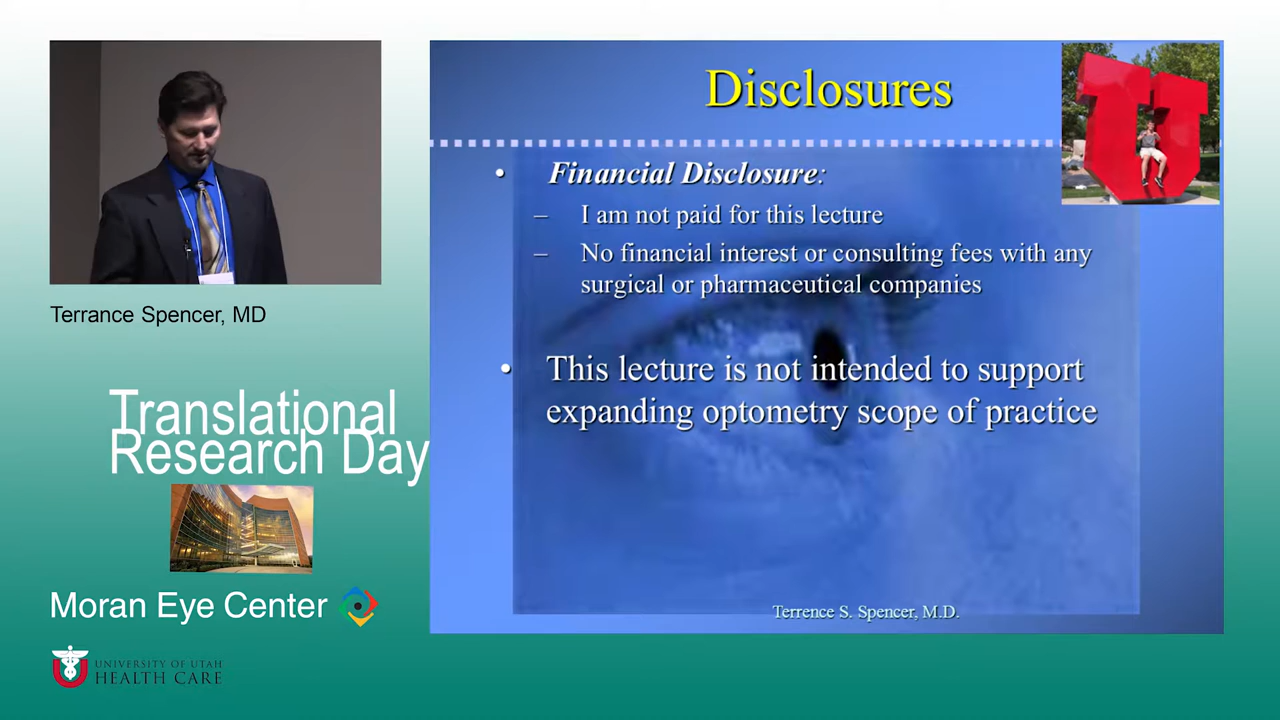 Disclosures
• Financial Disclosure:
– I am not paid for this lecture
– No financial interest or consulting fees with any
surgical or pharmaceutical companies
• This lecture is not intended to support
expanding optometry scope of practice
Terrence S. Spencer, M.D.
Terrance Spencer, MD
Translational
Research Day
Moran Eye Center
UNIVERSITY OF UTAH
HEALTH CARE
U